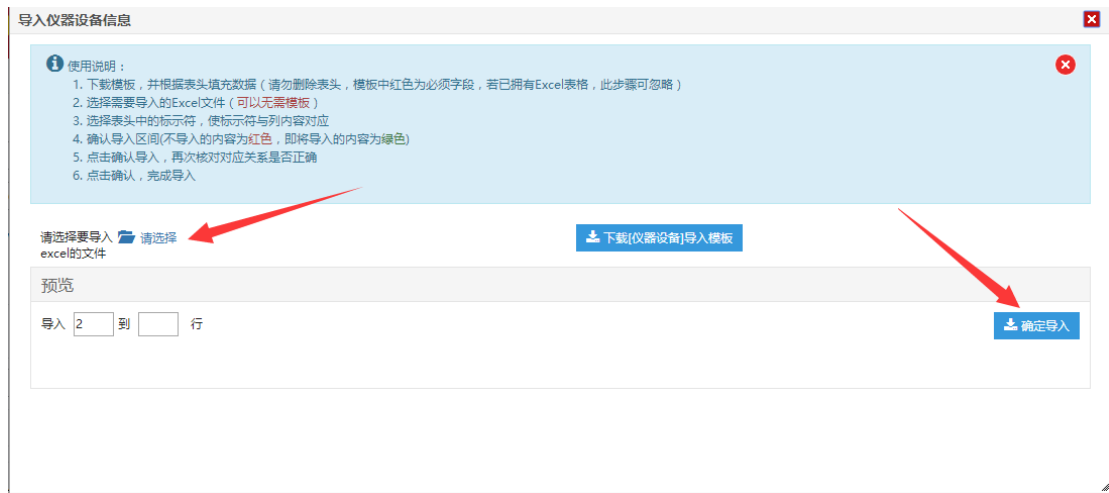 导入仪器设备信息
使用说明：
1. 下载模板，并根据表头填充数据（请勿删除表头，模板中红色为必须字段，若已拥有Excel表格，此步骤可忽略）
2. 选择需要导入的Excel文件（可以无需模板）
3. 选择表头中的标示符，使标示符与列内容对应
4. 确认导入区间(不导入的内容为红色，即将导入的内容为绿色)
5. 点击确认导入，再次核对对应关系是否正确
6. 点击确认，完成导入
请选择要导入 请选择 下载[仪器设备]导入模板
excel的文件
预览
导入 2 到 行 确定导入